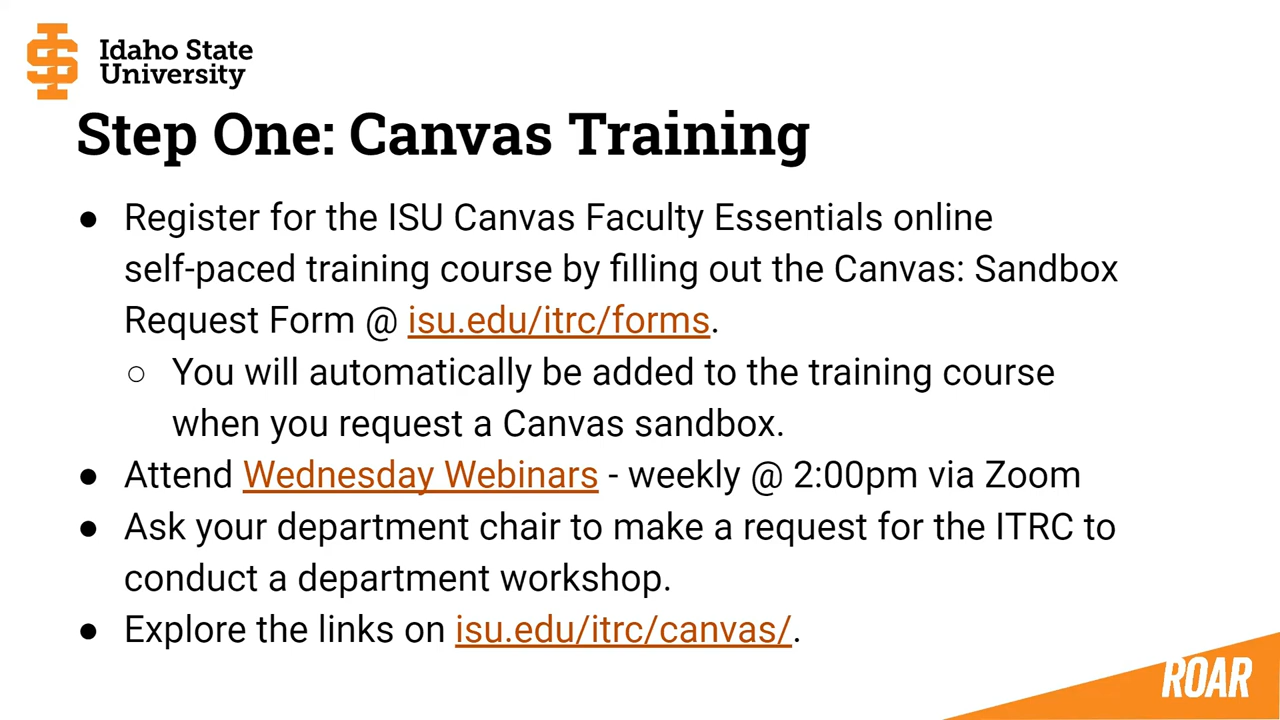 Idaho State
University
Step One: Canvas Training
● Register for the ISU Canvas Faculty Essentials online
self-paced training course by filling out the Canvas: Sandbox
Request Form @ isu.edu/itrc/forms.
○ You will automatically be added to the training course
when you request a Canvas sandbox.
● Attend Wednesday Webinars - weekly @ 2:00pm via Zoom
● Ask your department chair to make a request for the ITRC to
conduct a department workshop.
● Explore the links on isu.edu/itrc/canvas/.
ROAR